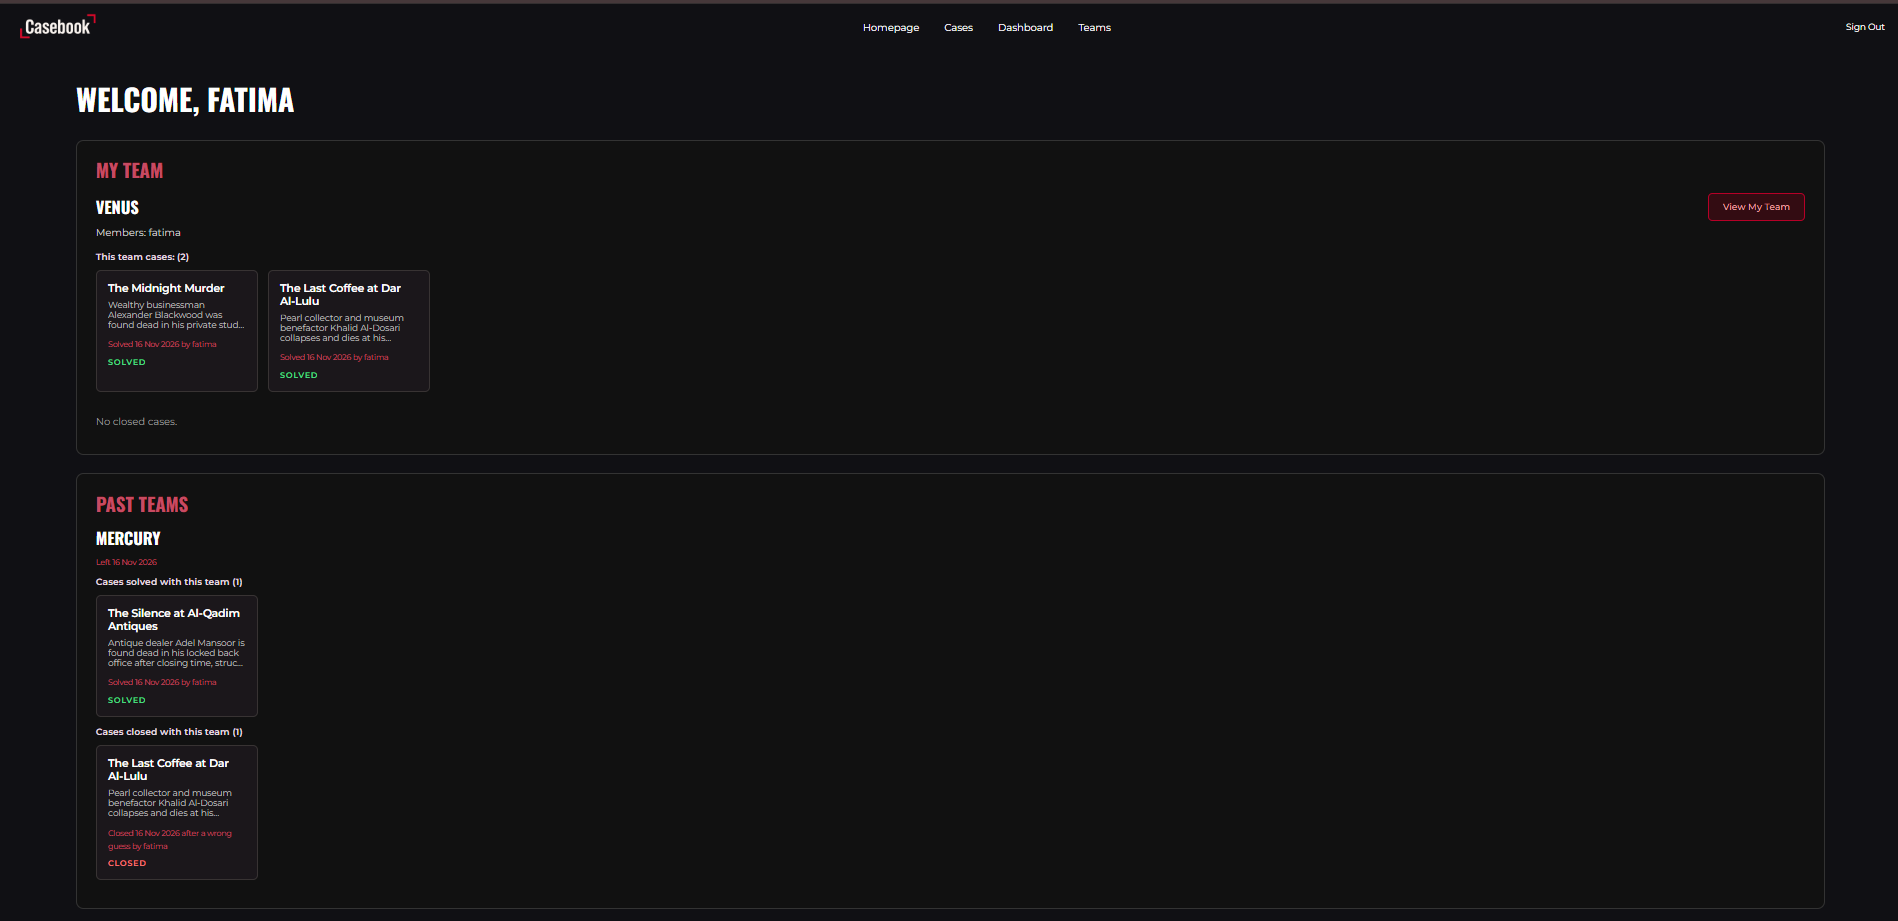 Casebook
Homepage
Cases
Dashboard
Teams
Sign Out
WELCOME, FATIMA
MY TEAM
VENUS
View My Team
Members: fatima
This team cases: (2)
The Midnight Murder
Wealthy businessman
Alexander Blackwood was
found dead in his private stud...
Solved 16 Nov 2026 by fatima
SOLVED
The Last Coffee at Dar
Al-Lulu
Pearl collector and museum
benefactor Khalid Al-Dosari
collapses and dies at his...
Solved 16 Nov 2026 by fatima
SOLVED
No closed cases.
PAST TEAMS
MERCURY
Left 16 Nov 2026
Cases solved with this team (1)
The Silence at Al-Qadim
Antiques
Antique dealer Adel Mansoor is
found dead in his locked back
office after closing time, struc...
Solved 16 Nov 2026 by fatima
SOLVED
Cases closed with this team (1)
The Last Coffee at Dar
Al-Lulu
Pearl collector and museum
benefactor Khalid Al-Dosari
collapses and dies at his...
Closed 16 Nov 2026 after a wrong
guess by fatima
CLOSED